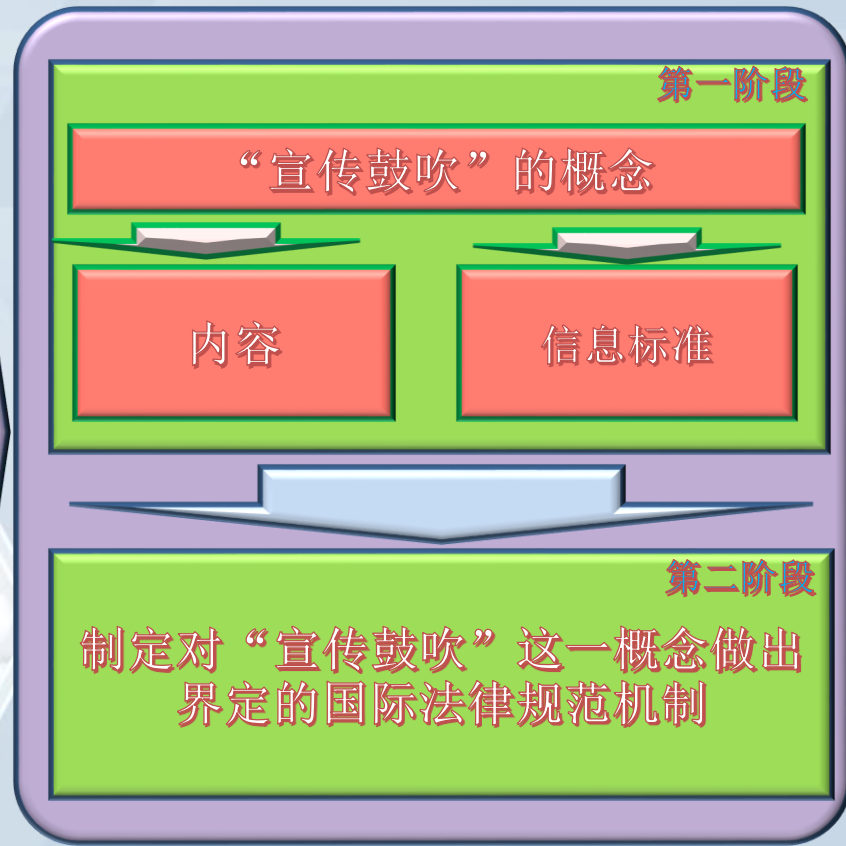 第一阶段
“宣传鼓吹”的概念
内容
信息标准
第二阶段
制定对“宣传鼓吹”这一概念做出
界定的国际法律规范机制